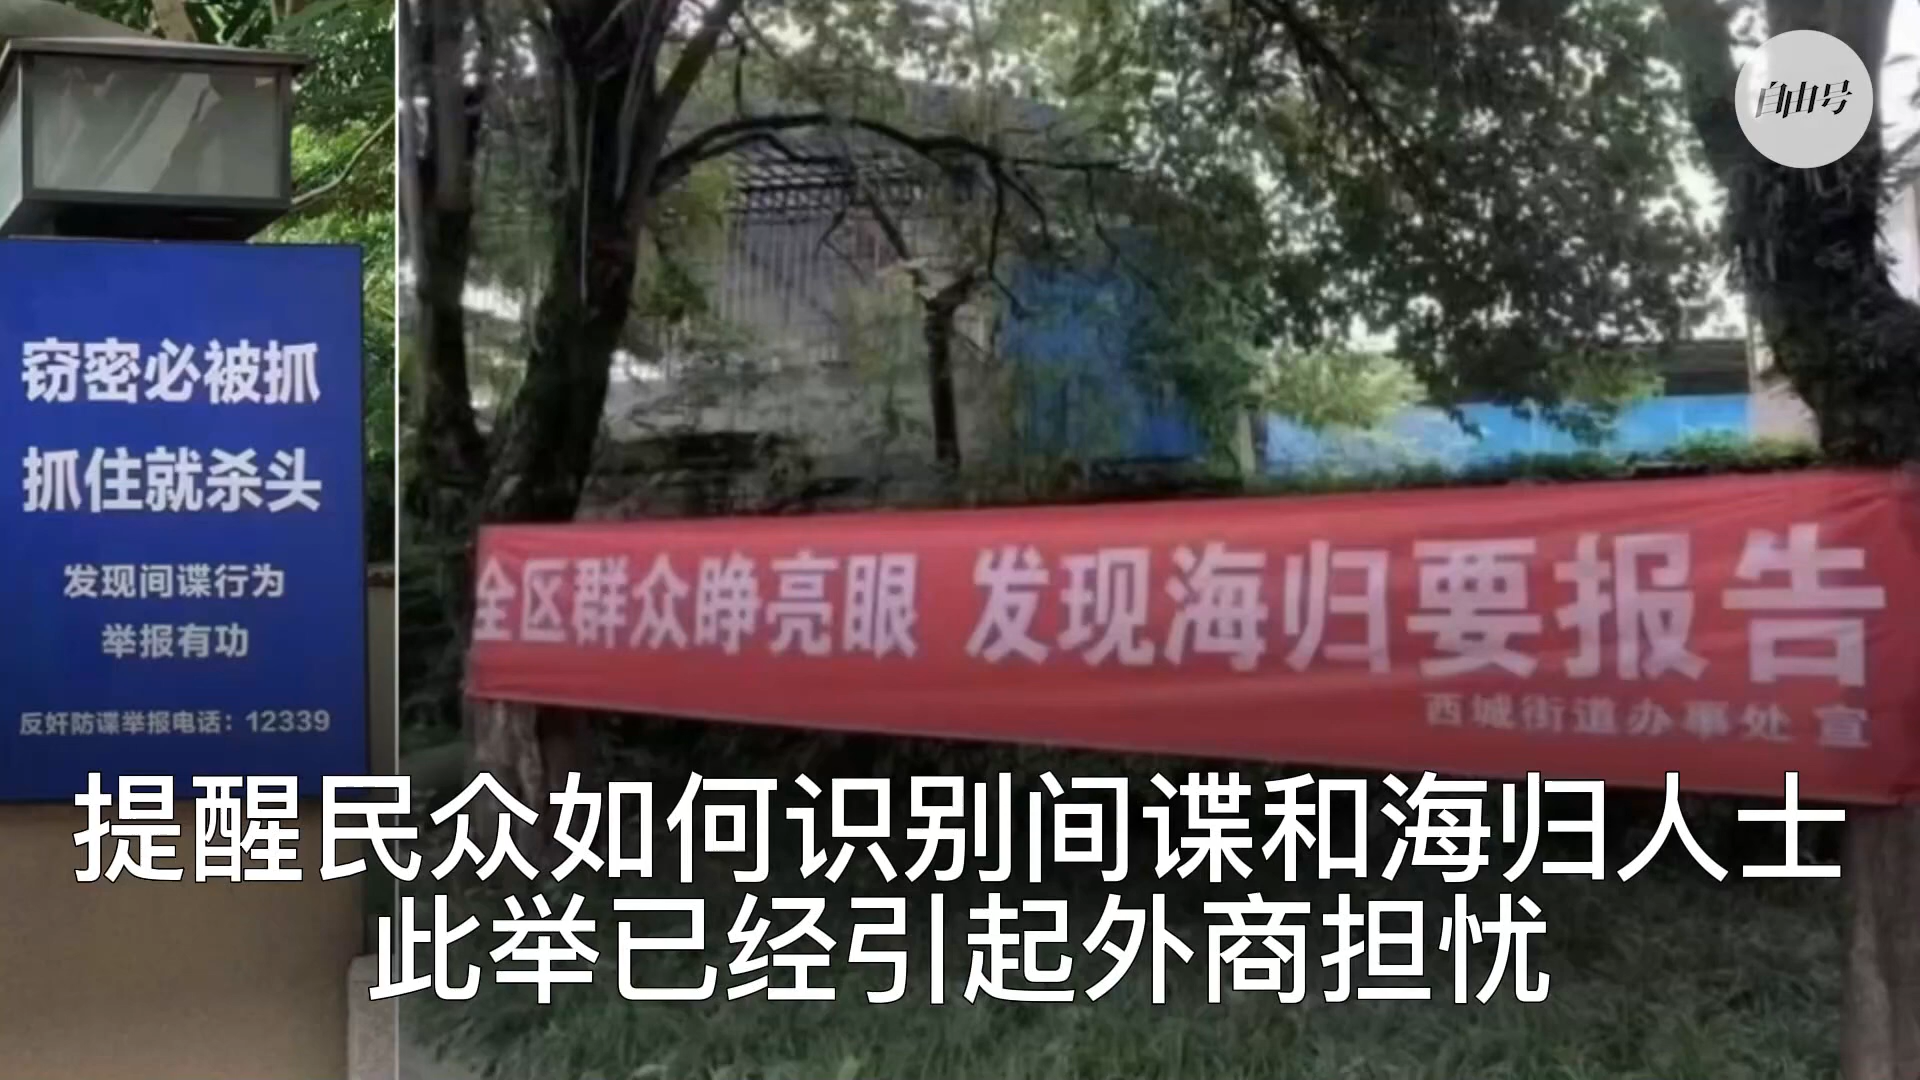 自由号
窃密必被抓
抓住就杀头
发现间谍行为
举报有功
反奸防谍举报电话：12339
全区群众睁亮眼 发现海归要报告
西城街道办事处 宣
提醒民众如何识别间谍和海归人士
此举已经引起外商担忧